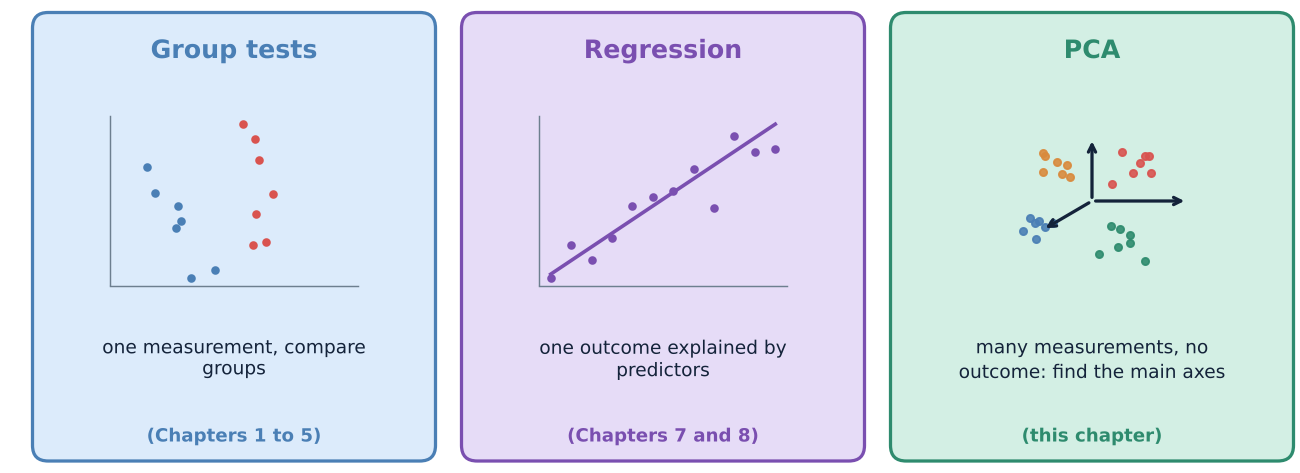 Group tests
one measurement, compare
groups
(Chapters 1 to 5)
Regression
one outcome explained by
predictors
(Chapters 7 and 8)
PCA
many measurements, no
outcome: find the main axes
(this chapter)